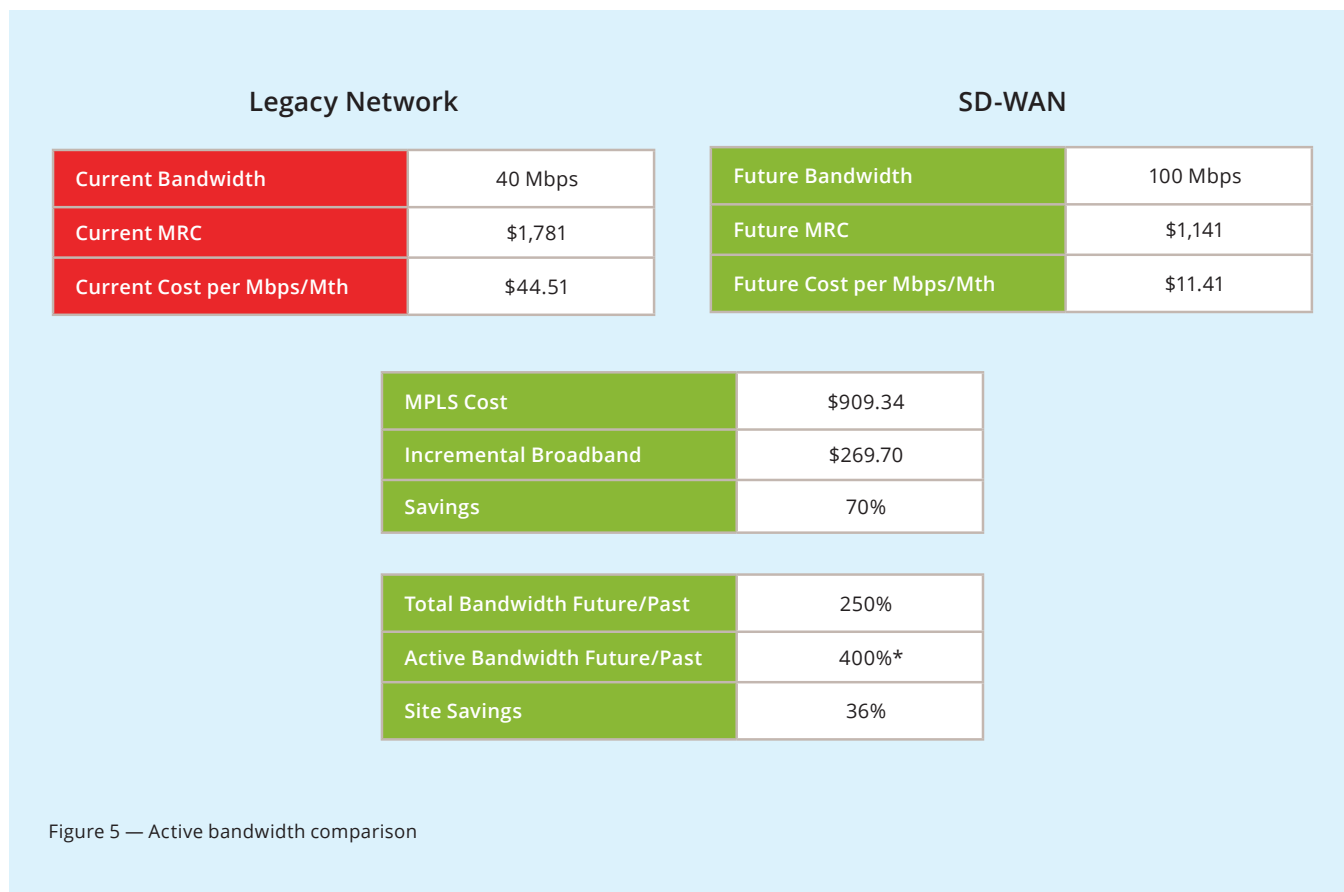 Legacy Network
Current Bandwidth 40 Mbps
Current MRC $1,781
Current Cost per Mbps/Mth $44.51
SD-WAN
Future Bandwidth 100 Mbps
Future MRC $1,141
Future Cost per Mbps/Mth $11.41
MPLS Cost $909.34
Incremental Broadband $269.70
Savings 70%
Total Bandwidth Future/Past 250%
Active Bandwidth Future/Past 400%*
Site Savings 36%
Figure 5 — Active bandwidth comparison